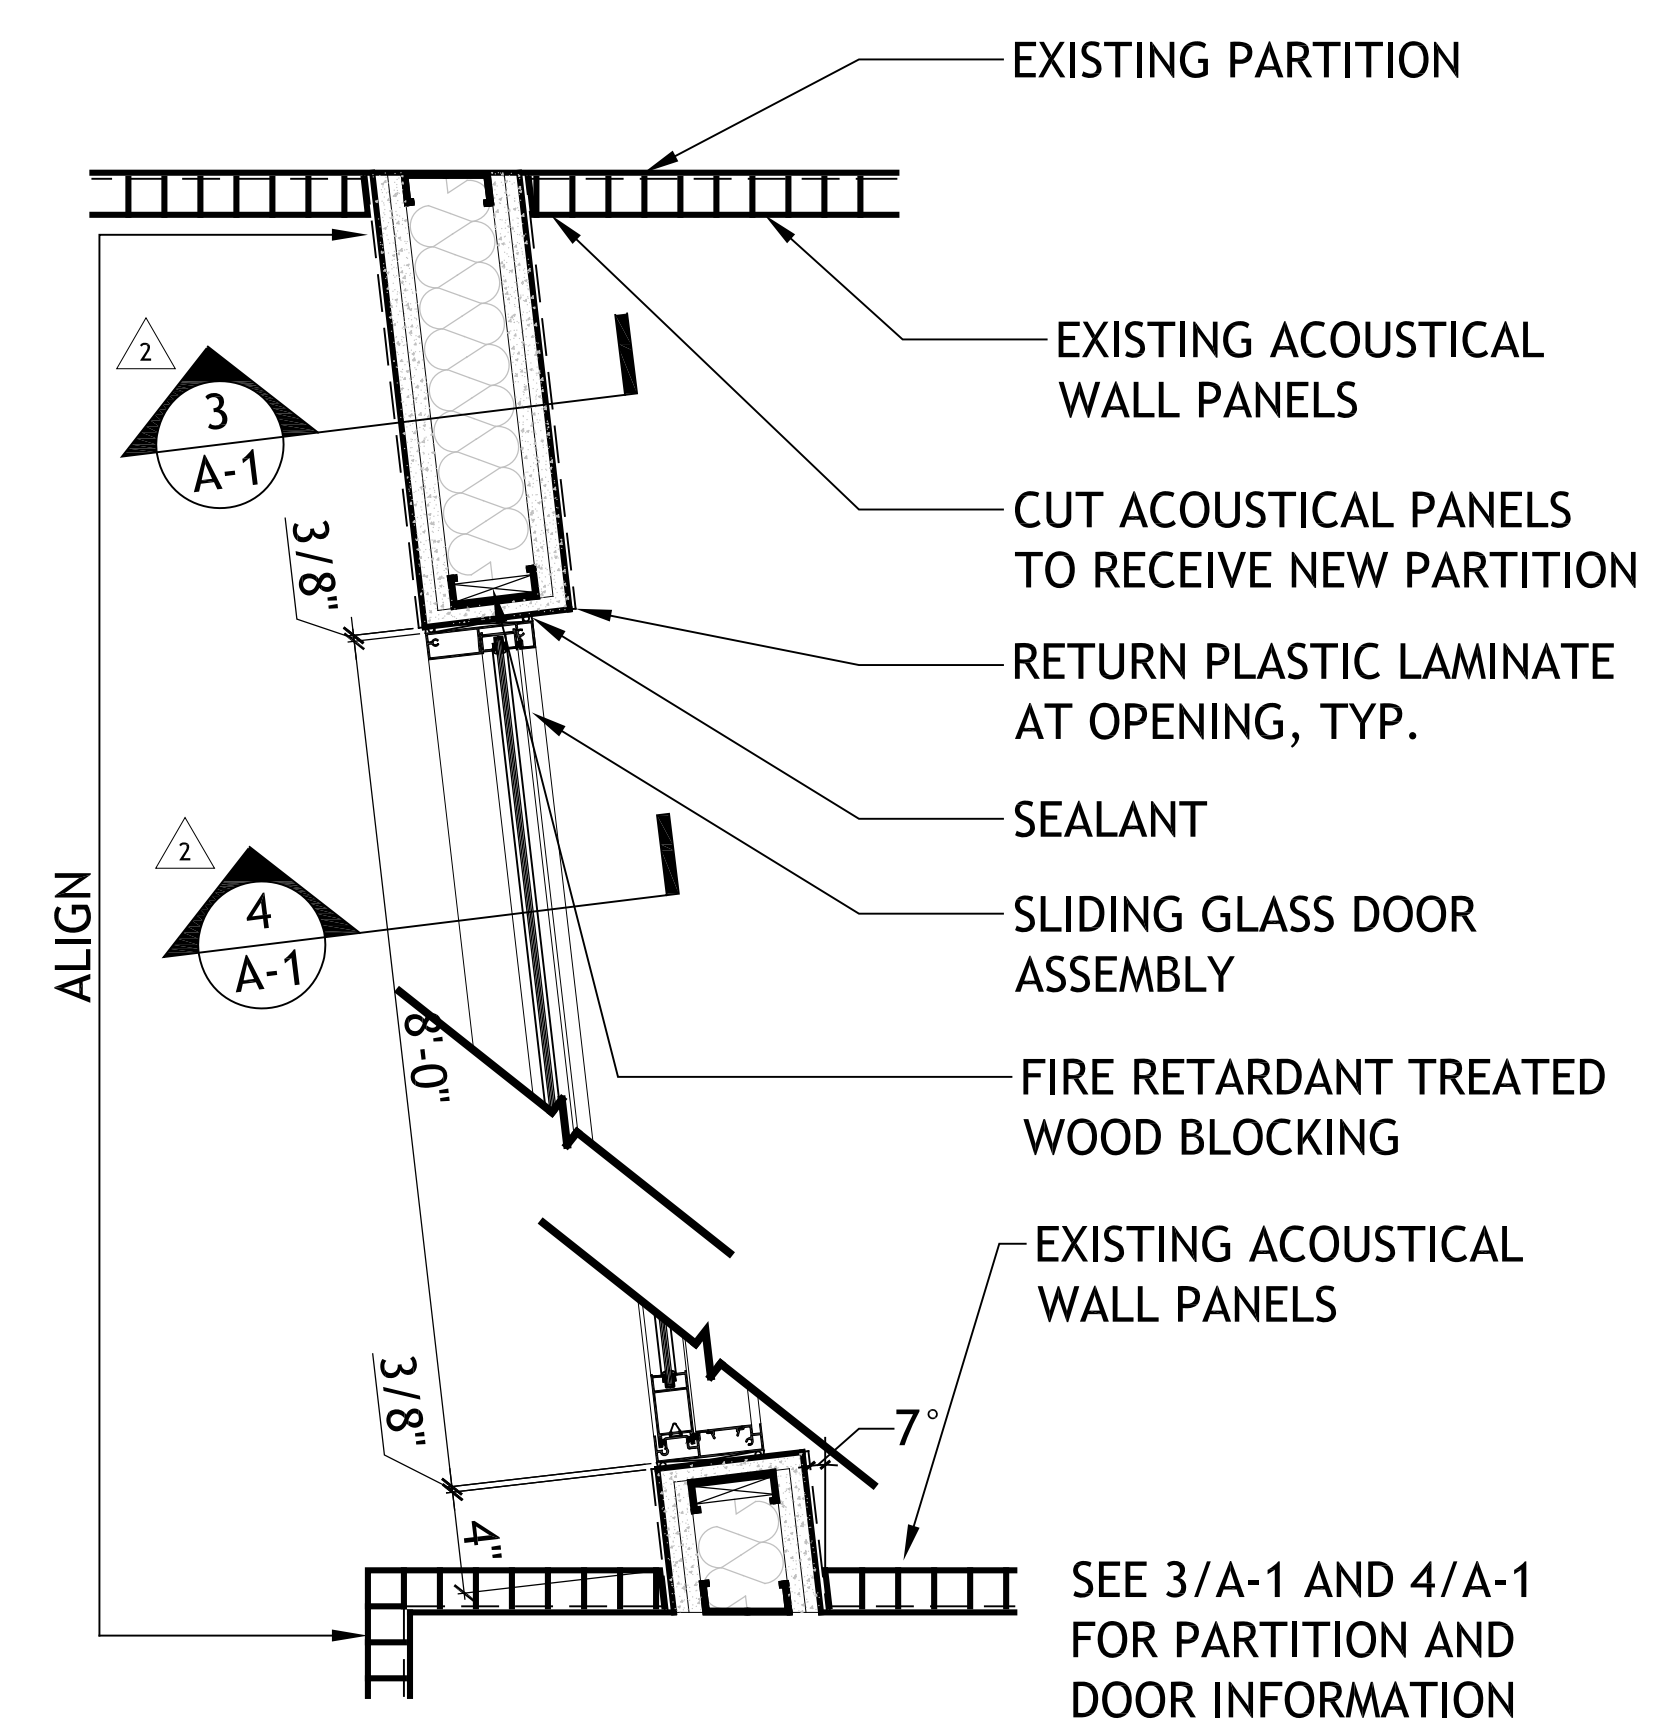 EXISTING PARTITION
EXISTING ACOUSTICAL
WALL PANELS
2
3
A-1
CUT ACOUSTICAL PANELS
TO RECEIVE NEW PARTITION
3/8"
RETURN PLASTIC LAMINATE
AT OPENING, TYP.
SEALANT
2
4
A-1
ALIGN
SLIDING GLASS DOOR
ASSEMBLY
8'-0"
FIRE RETARDANT TREATED
WOOD BLOCKING
EXISTING ACOUSTICAL
WALL PANELS
3/8"
7°
4"
SEE 3/A-1 AND 4/A-1
FOR PARTITION AND
DOOR INFORMATION